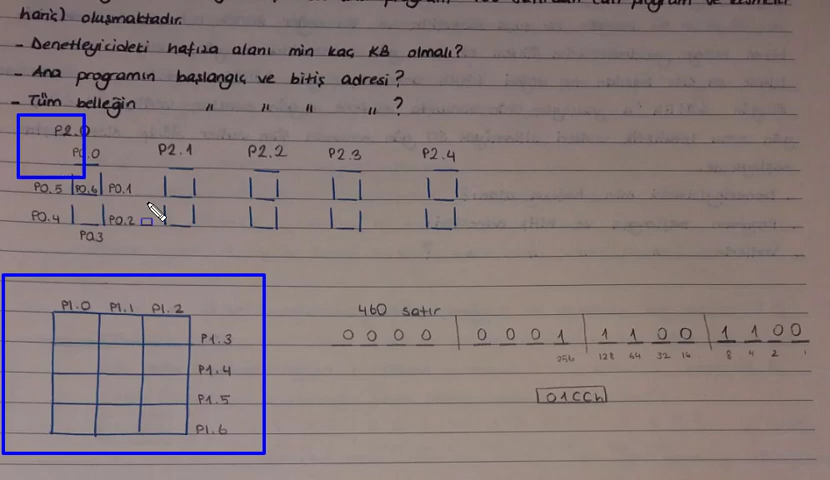 hariç) oluşmaktadır.
- Denetleyicideki hafıza alanı min kaç KB olmalı?
- Ana programın başlangıç ve bitiş adresi?
- Tüm belleğin " " " " ?
P2.0
P0.0 P2.1 P2.2 P2.3 P2.4
P0.5 P0.6 P0.1
P0.4 P0.2
P0.3
P1.0 P1.1 P1.2 460 satır
P1.3 0 0 0 0 0 0 0 1 1 1 0 0 1 1 0 0
256 128 64 32 16 8 4 2 1
P1.4
P1.5 01CCh
P1.6